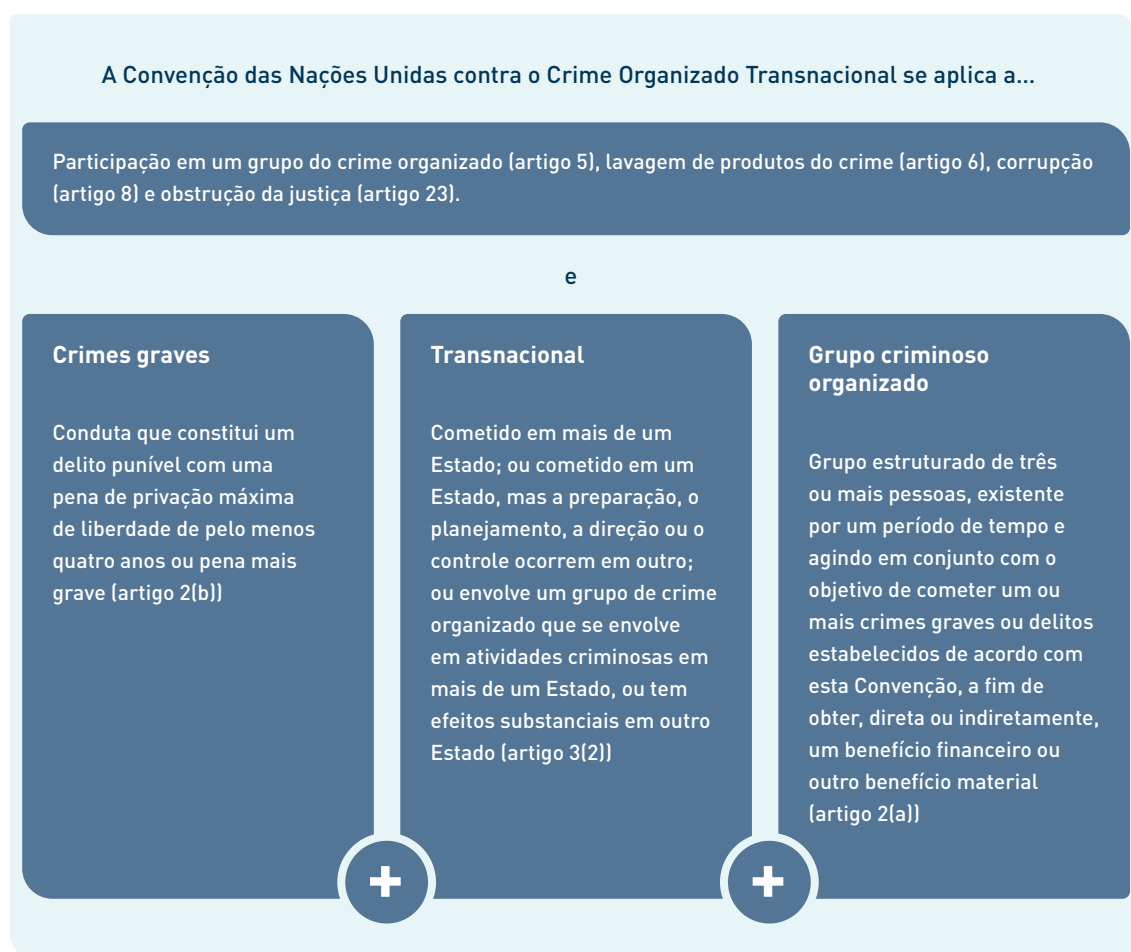 A Convenção das Nações Unidas contra o Crime Organizado Transnacional se aplica a...
Participação em um grupo do crime organizado (artigo 5), lavagem de produtos do crime (artigo 6), corrupção
(artigo 8) e obstrução da justiça (artigo 23).
e
Crimes graves
Conduta que constitui um
delito punível com uma
pena de privação máxima
de liberdade de pelo menos
quatro anos ou pena mais
grave (artigo 2(b))
Transnacional
Cometido em mais de um
Estado; ou cometido em um
Estado, mas a preparação, o
planejamento, a direção ou o
controle ocorrem em outro;
ou envolve um grupo de crime
organizado que se envolve
em atividades criminosas em
mais de um Estado, ou tem
efeitos substanciais em outro
Estado (artigo 3(2))
Grupo criminoso
organizado
Grupo estruturado de três
ou mais pessoas, existente
por um período de tempo e
agindo em conjunto com o
objetivo de cometer um ou
mais crimes graves ou delitos
estabelecidos de acordo com
esta Convenção, a fim de
obter, direta ou indiretamente,
um benefício financeiro ou
outro benefício material
(artigo 2(a))
+
+